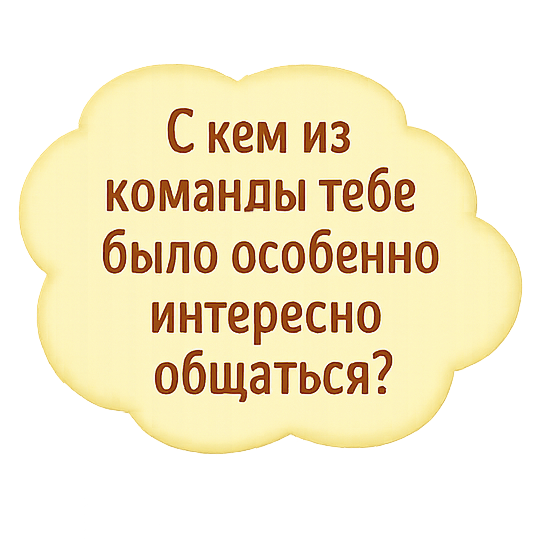 С кем из
команды тебе
было особенно
интересно
общаться?